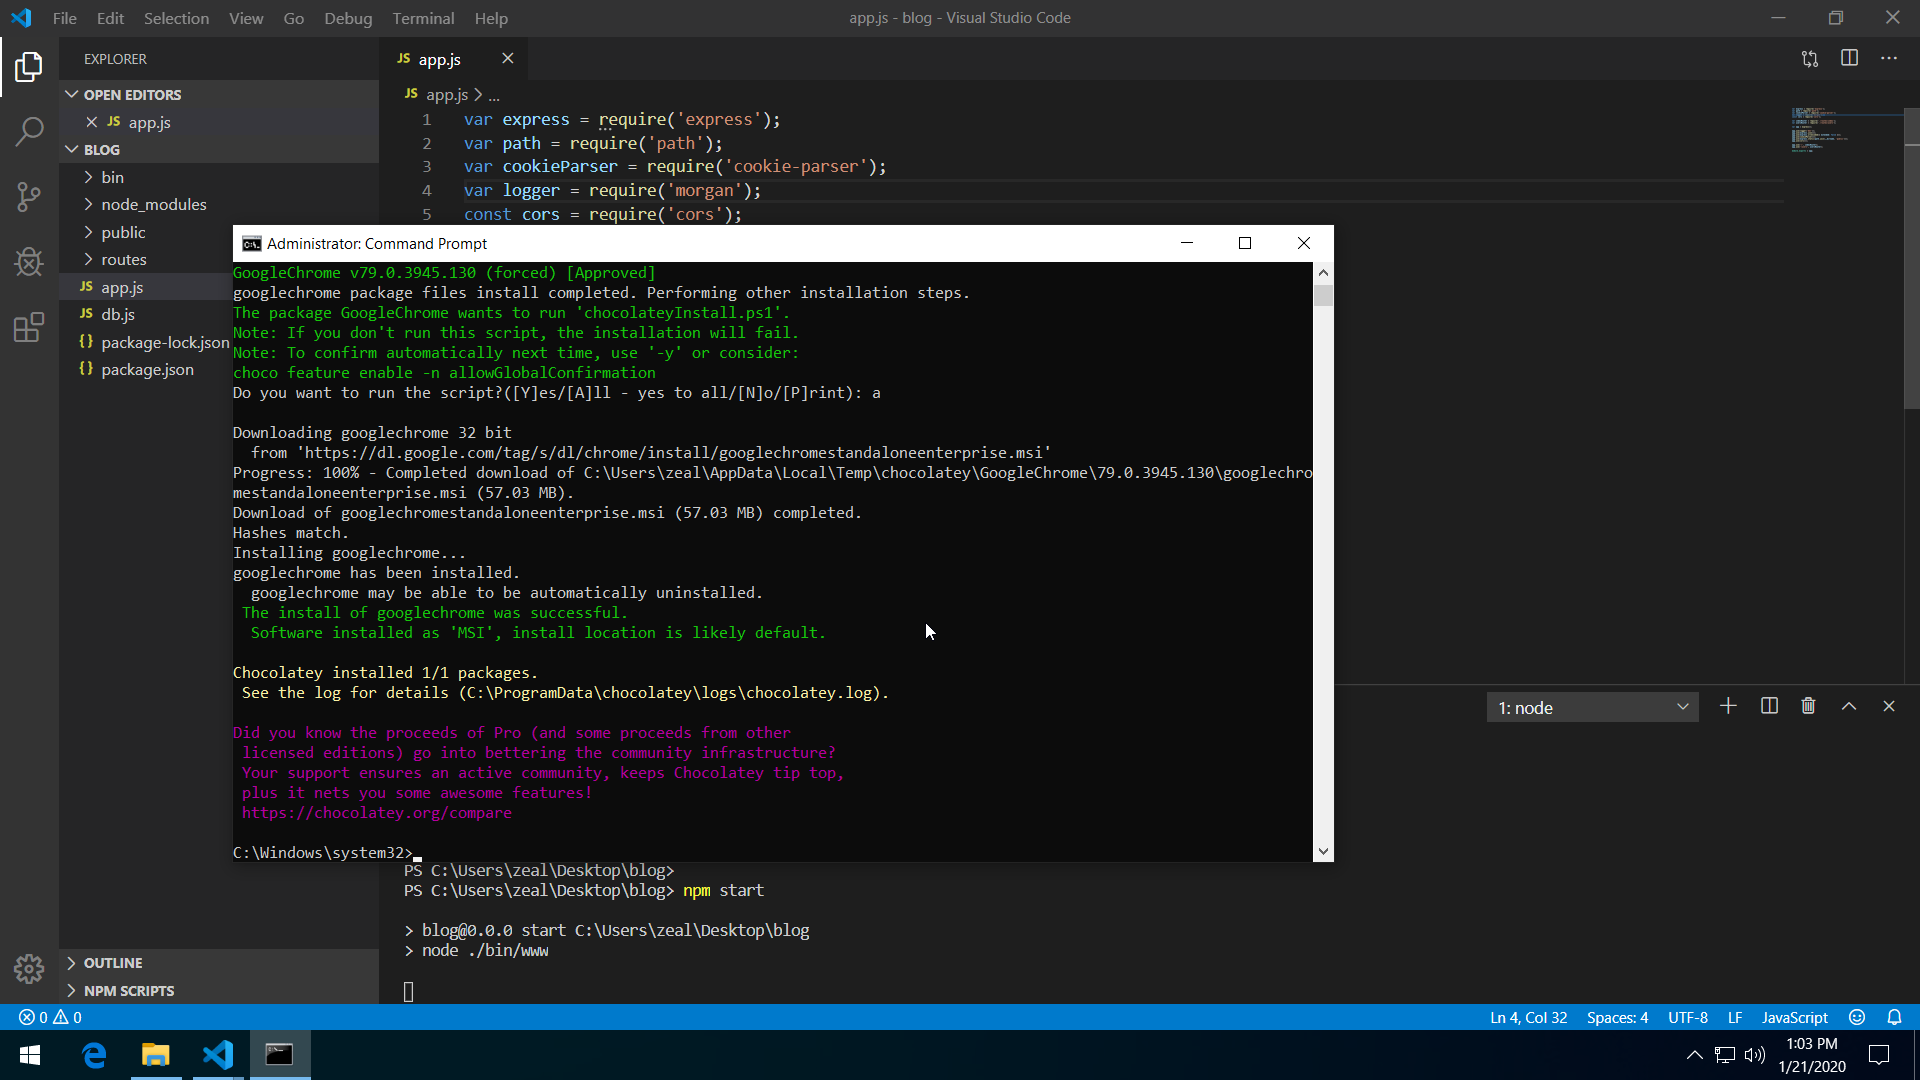 File Edit Selection View Go Debug Terminal Help
app.js - blog - Visual Studio Code
EXPLORER
OPEN EDITORS
JS app.js
BLOG
bin
node_modules
public
routes
JS app.js
JS db.js
{} package-lock.json
{} package.json
OUTLINE
NPM SCRIPTS
JS app.js
JS app.js > ...
1 var express = require('express');
2 var path = require('path');
3 var cookieParser = require('cookie-parser');
4 var logger = require('morgan');
5 const cors = require('cors');
Administrator: Command Prompt
GoogleChrome v79.0.3945.130 (forced) [Approved]
googlechrome package files install completed. Performing other installation steps.
The package GoogleChrome wants to run 'chocolateyInstall.ps1'.
Note: If you don't run this script, the installation will fail.
Note: To confirm automatically next time, use '-y' or consider:
choco feature enable -n allowGlobalConfirmation
Do you want to run the script?([Y]es/[A]ll - yes to all/[N]o/[P]rint): a
Downloading googlechrome 32 bit
from 'https://dl.google.com/tag/s/dl/chrome/install/googlechromestandaloneenterprise.msi'
Progress: 100% - Completed download of C:\Users\zeal\AppData\Local\Temp\chocolatey\GoogleChrome\79.0.3945.130\googlechro
mestandaloneenterprise.msi (57.03 MB).
Download of googlechromestandaloneenterprise.msi (57.03 MB) completed.
Hashes match.
Installing googlechrome...
googlechrome has been installed.
googlechrome may be able to be automatically uninstalled.
The install of googlechrome was successful.
Software installed as 'MSI', install location is likely default.
Chocolatey installed 1/1 packages.
See the log for details (C:\ProgramData\chocolatey\logs\chocolatey.log).
Did you know the proceeds of Pro (and some proceeds from other
licensed editions) go into bettering the community infrastructure?
Your support ensures an active community, keeps Chocolatey tip top,
plus it nets you some awesome features!
https://chocolatey.org/compare
C:\Windows\system32>
1: node
PS C:\Users\zeal\Desktop\blog>
PS C:\Users\zeal\Desktop\blog> npm start
> blog@0.0.0 start C:\Users\zeal\Desktop\blog
> node ./bin/www
0 0
Ln 4, Col 32 Spaces: 4 UTF-8 LF JavaScript
1:03 PM
1/21/2020